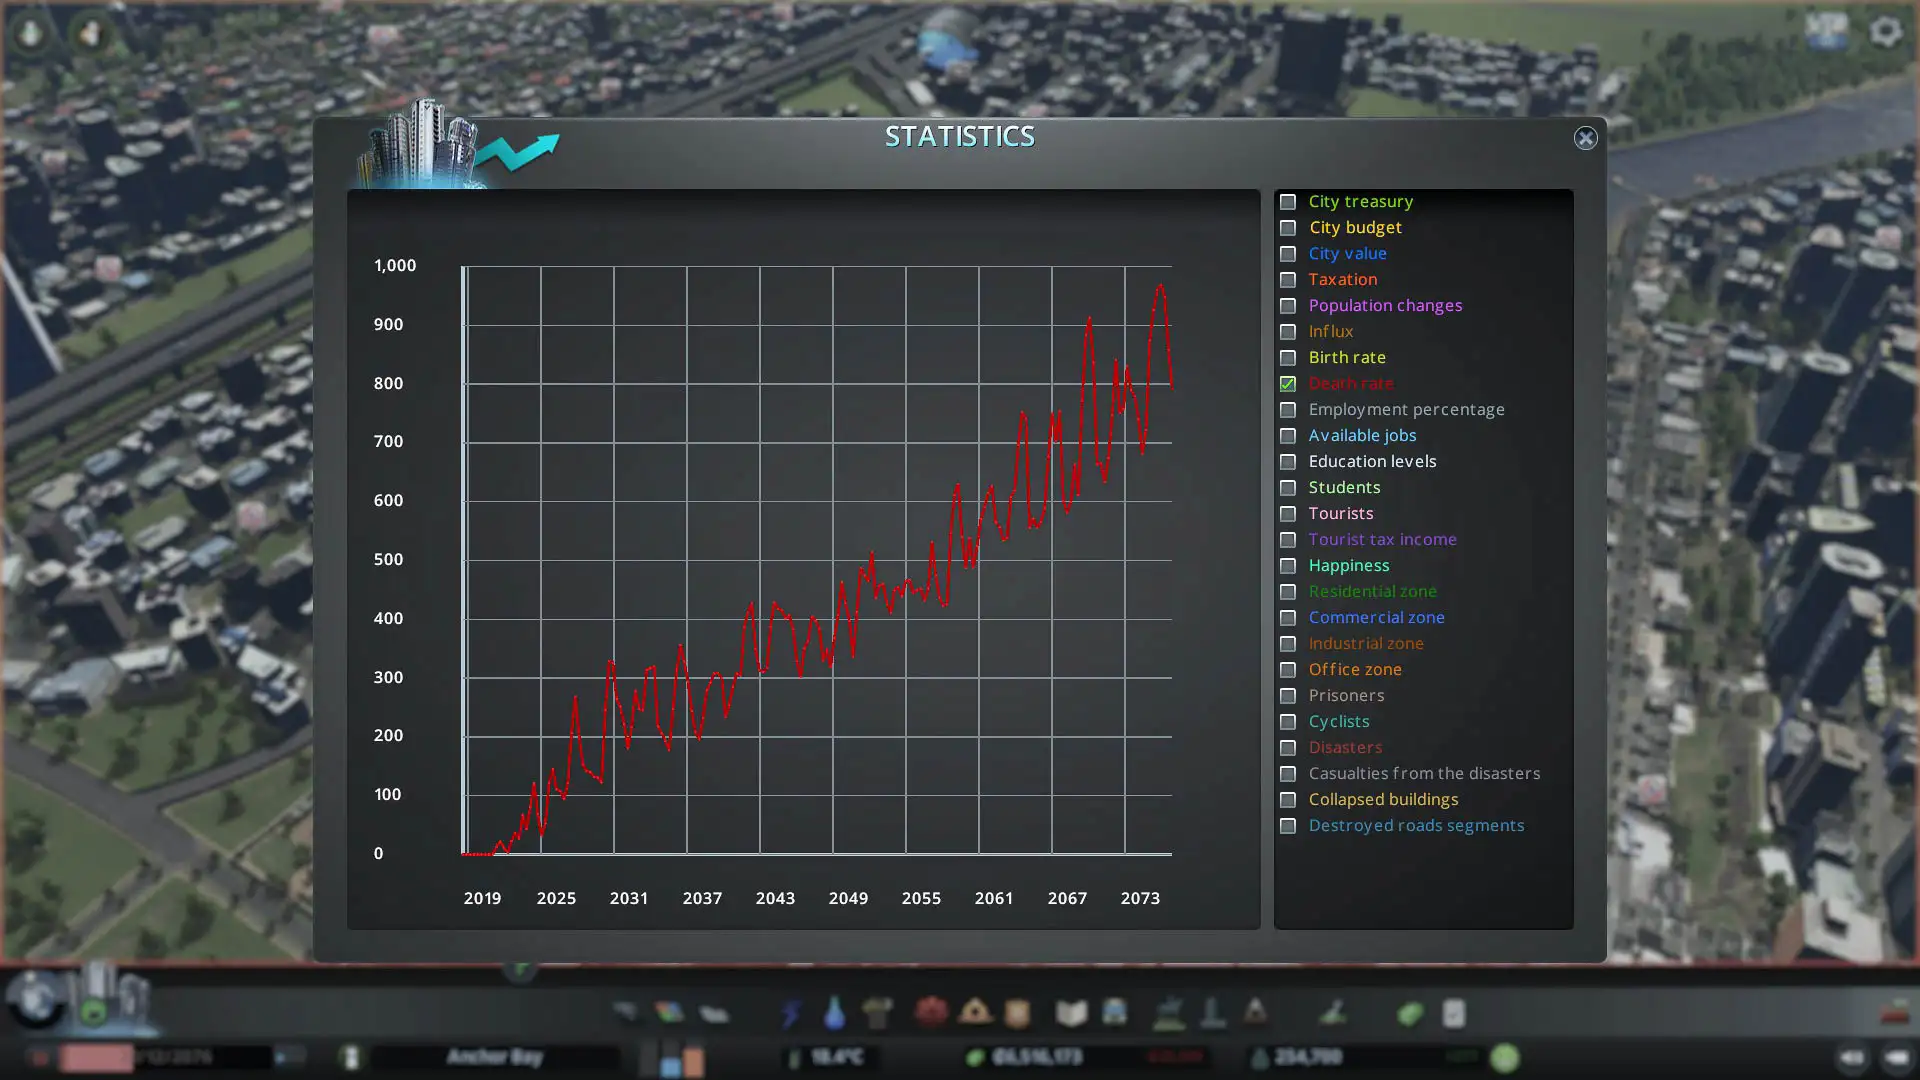 STATISTICS
1,000
900
800
700
600
500
400
300
200
100
0
2019 2025 2031 2037 2043 2049 2055 2061 2067 2073
City treasury
City budget
City value
Taxation
Population changes
Influx
Birth rate
Death rate
Employment percentage
Available jobs
Education levels
Students
Tourists
Tourist tax income
Happiness
Residential zone
Commercial zone
Industrial zone
Office zone
Prisoners
Cyclists
Disasters
Casualties from the disasters
Collapsed buildings
Destroyed roads segments
Anchor Bay
18.4°C
₡6,516,173
234,700